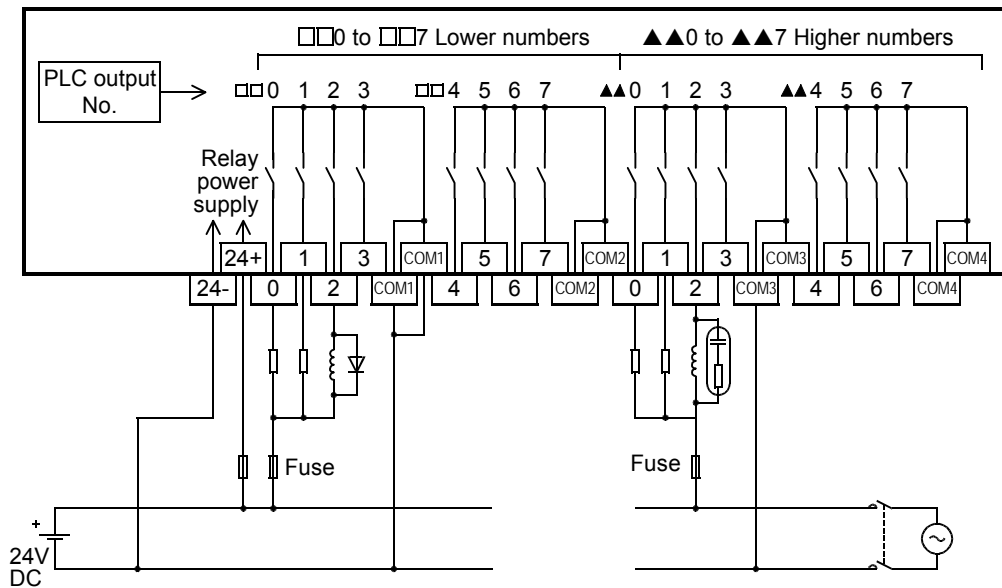 □□0 to □□7 Lower numbers ▲▲0 to ▲▲7 Higher numbers
PLC output No.
□□0 1 2 3 □□4 5 6 7 ▲▲0 1 2 3 ▲▲4 5 6 7
Relay
power
supply
24+ 1 3 COM1 5 7 COM2 1 3 COM3 5 7 COM4
24- 0 2 COM1 4 6 COM2 0 2 COM3 4 6 COM4
Fuse Fuse
+
24V
DC
~